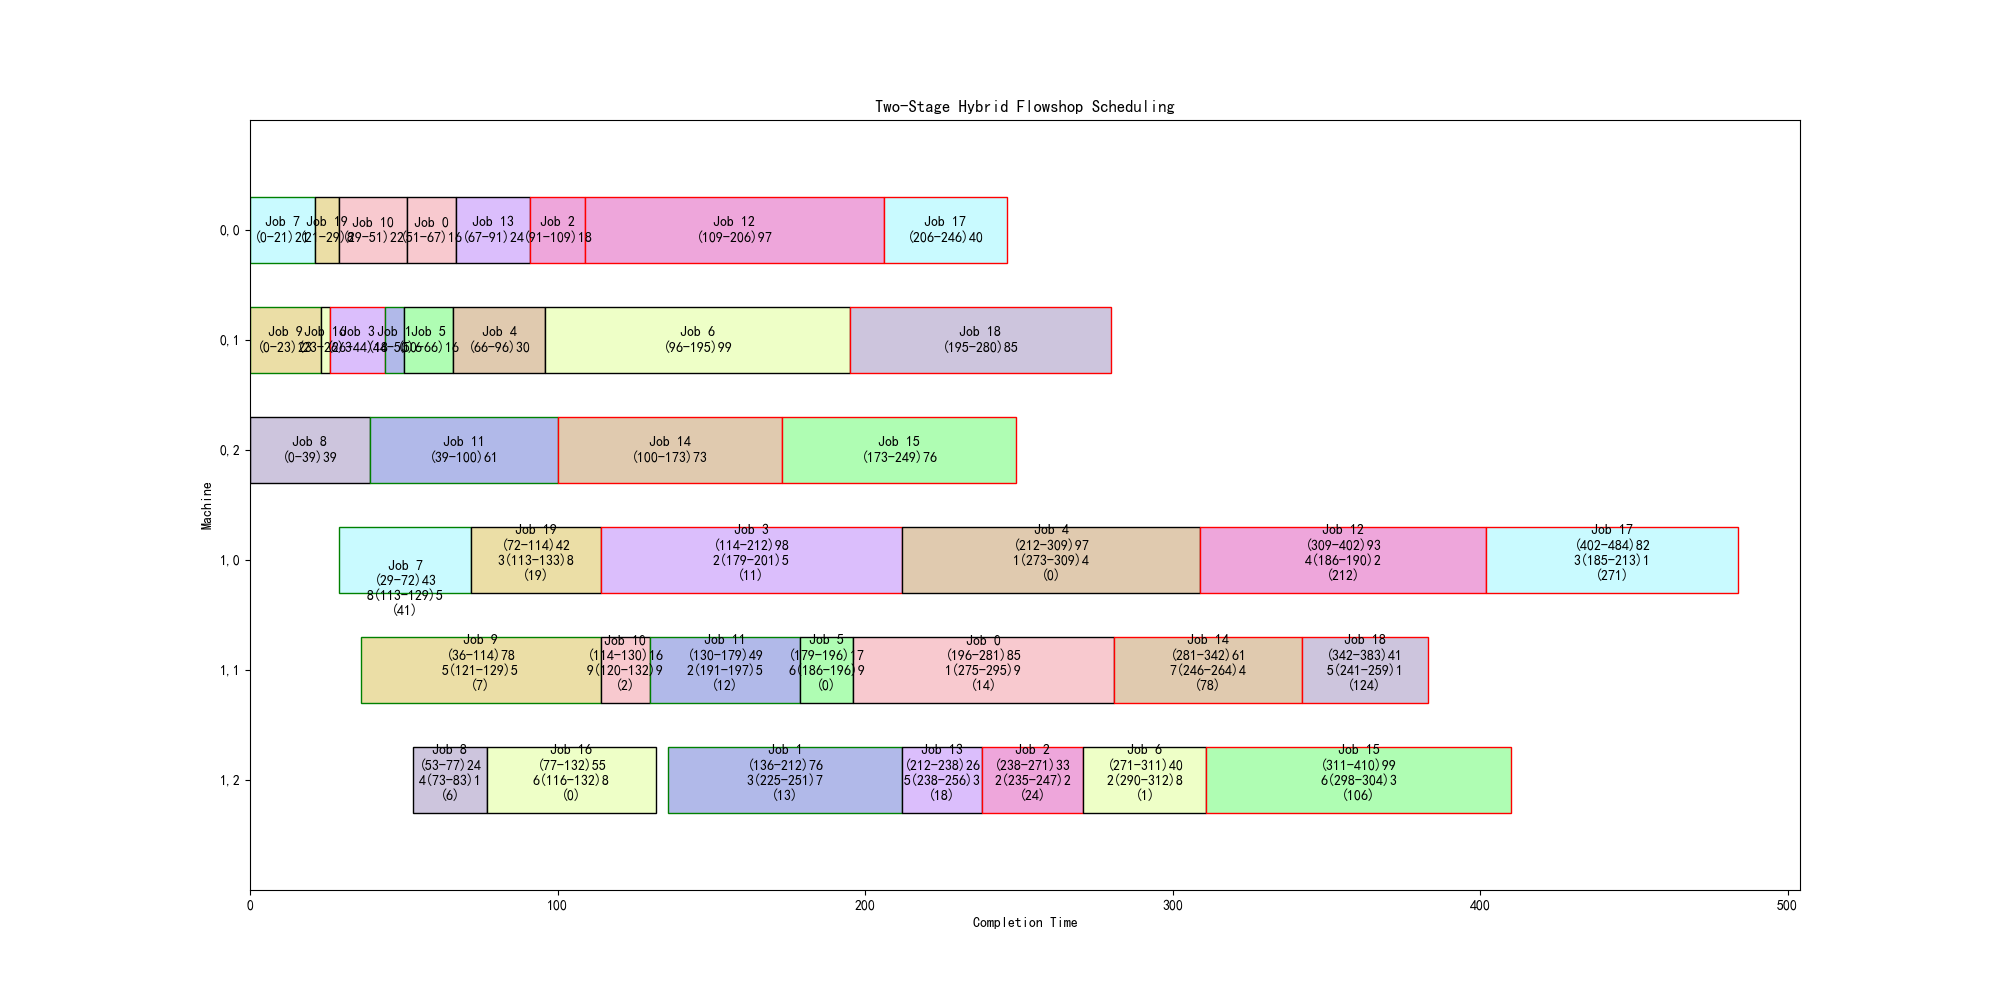 Two-Stage Hybrid Flowshop Scheduling
Machine
0,0
Job 7
(0-21)21
Job 19
(21-29)8
Job 10
(29-51)22
Job 0
(51-67)16
Job 13
(67-91)24
Job 2
(91-109)18
Job 12
(109-206)97
Job 17
(206-246)40
0,1
Job 9
(0-23)23
Job 16
Job 3
Job 1
Job 5
(50-66)16
Job 4
(66-96)30
Job 6
(96-195)99
Job 18
(195-280)85
0,2
Job 8
(0-39)39
Job 11
(39-100)61
Job 14
(100-173)73
Job 15
(173-249)76
1,0
Job 7
(29-72)43
8(113-129)5
(41)
Job 19
(72-114)42
3(113-133)8
(19)
Job 3
(114-212)98
2(179-201)5
(11)
Job 4
(212-309)97
1(273-309)4
(0)
Job 12
(309-402)93
4(186-190)2
(212)
Job 17
(402-484)82
3(185-213)1
(271)
1,1
Job 9
(36-114)78
5(121-129)5
(7)
Job 10
(114-130)16
9(120-132)9
(2)
Job 11
(130-179)49
2(191-197)5
(12)
Job 5
(179-196)17
6(186-196)9
(0)
Job 0
(196-281)85
1(275-295)9
(14)
Job 14
(281-342)61
7(246-264)4
(78)
Job 18
(342-383)41
5(241-259)1
(124)
1,2
Job 8
(53-77)24
4(73-83)1
(6)
Job 16
(77-132)55
6(116-132)8
(0)
Job 1
(136-212)76
3(225-251)7
(13)
Job 13
(212-238)26
5(238-256)3
(18)
Job 2
(238-271)33
2(235-247)2
(24)
Job 6
(271-311)40
2(290-312)8
(1)
Job 15
(311-410)99
6(298-304)3
(106)
0
100
200
300
400
500
Completion Time